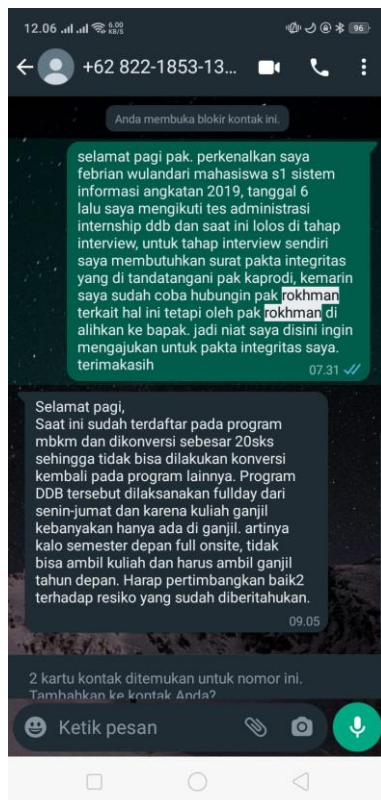 12.06 6.00 KB/S 96
+62 822-1853-13...
Anda membuka blokir kontak ini.
selamat pagi pak. perkenalkan saya
febrian wulandari mahasiswa s1 sistem
informasi angkatan 2019, tanggal 6
lalu saya mengikuti tes administrasi
internship ddb dan saat ini lolos di tahap
interview, untuk tahap interview sendiri
saya membutuhkan surat pakta integritas
yang di tandatangani pak kaprodi, kemarin
saya sudah coba hubungin pak rokhman
terkait hal ini tetapi oleh pak rokhman di
alihkan ke bapak. jadi niat saya disini ingin
mengajukan untuk pakta integritas saya.
terimakasih
07.31
Selamat pagi,
Saat ini sudah terdaftar pada program
mbkm dan dikonversi sebesar 20sks
sehingga tidak bisa dilakukan konversi
kembali pada program lainnya. Program
DDB tersebut dilaksanakan fullday dari
senin-jumat dan karena kuliah ganjil
kebanyakan hanya ada di ganjil. artinya
kalo semester depan full onsite, tidak
bisa ambil kuliah dan harus ambil ganjil
tahun depan. Harap pertimbangkan baik2
terhadap resiko yang sudah diberitahukan.
09.05
2 kartu kontak ditemukan untuk nomor ini.
Tambahkan ke kontak Anda?
Ketik pesan